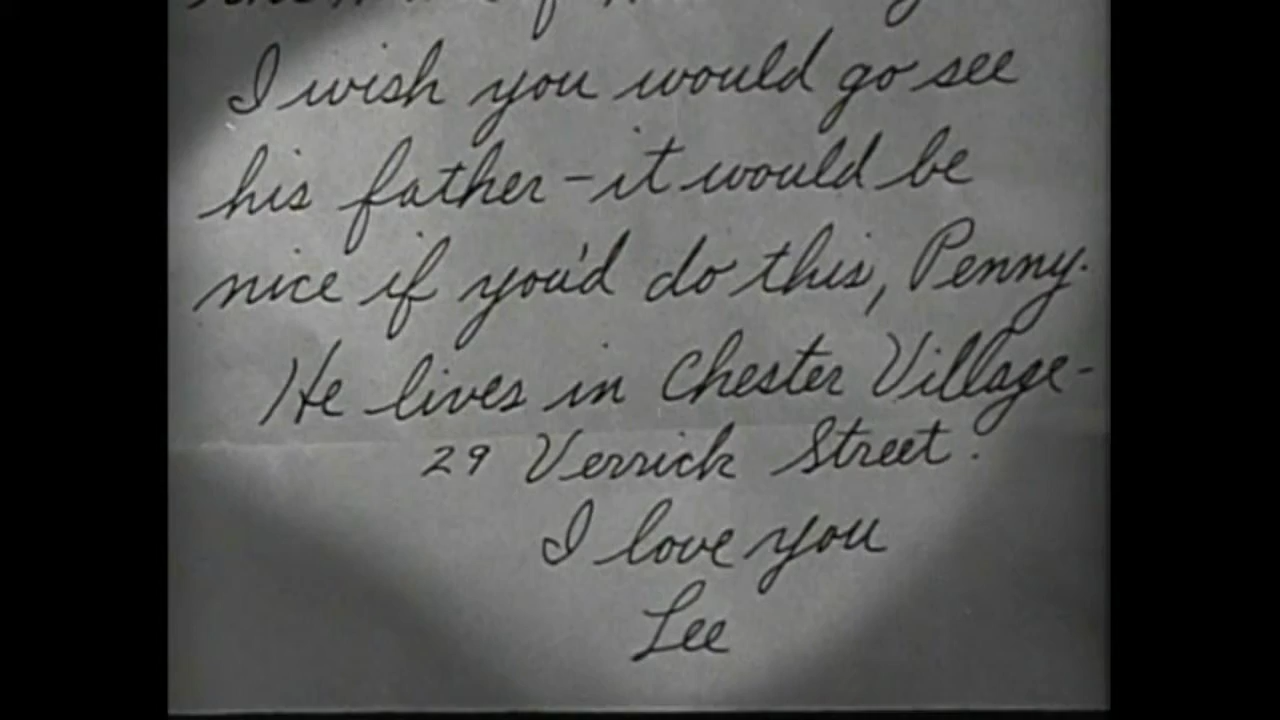 I wish you would go see
his father - it would be
nice if you'd do this, Penny.
He lives in Chester Village -
29 Verrick Street.
I love you
Lee